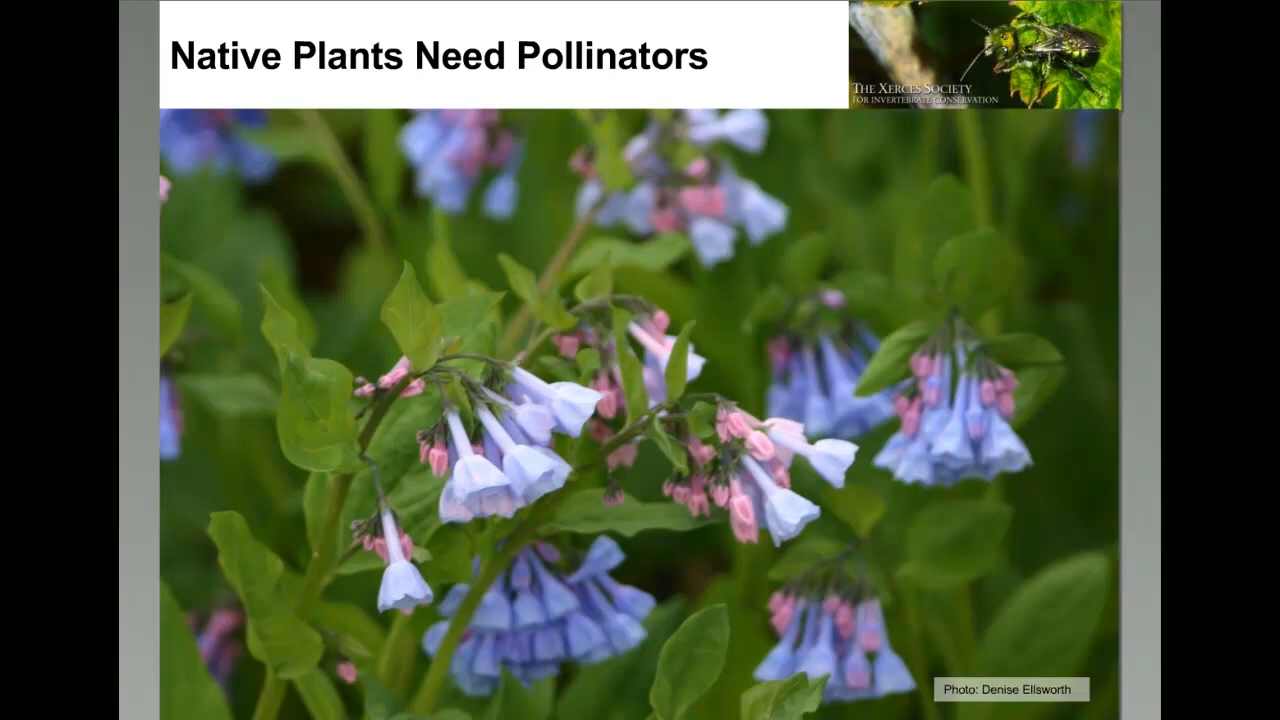 Native Plants Need Pollinators
THE XERCES SOCIETY
FOR INVERTEBRATE CONSERVATION
Photo: Denise Ellsworth